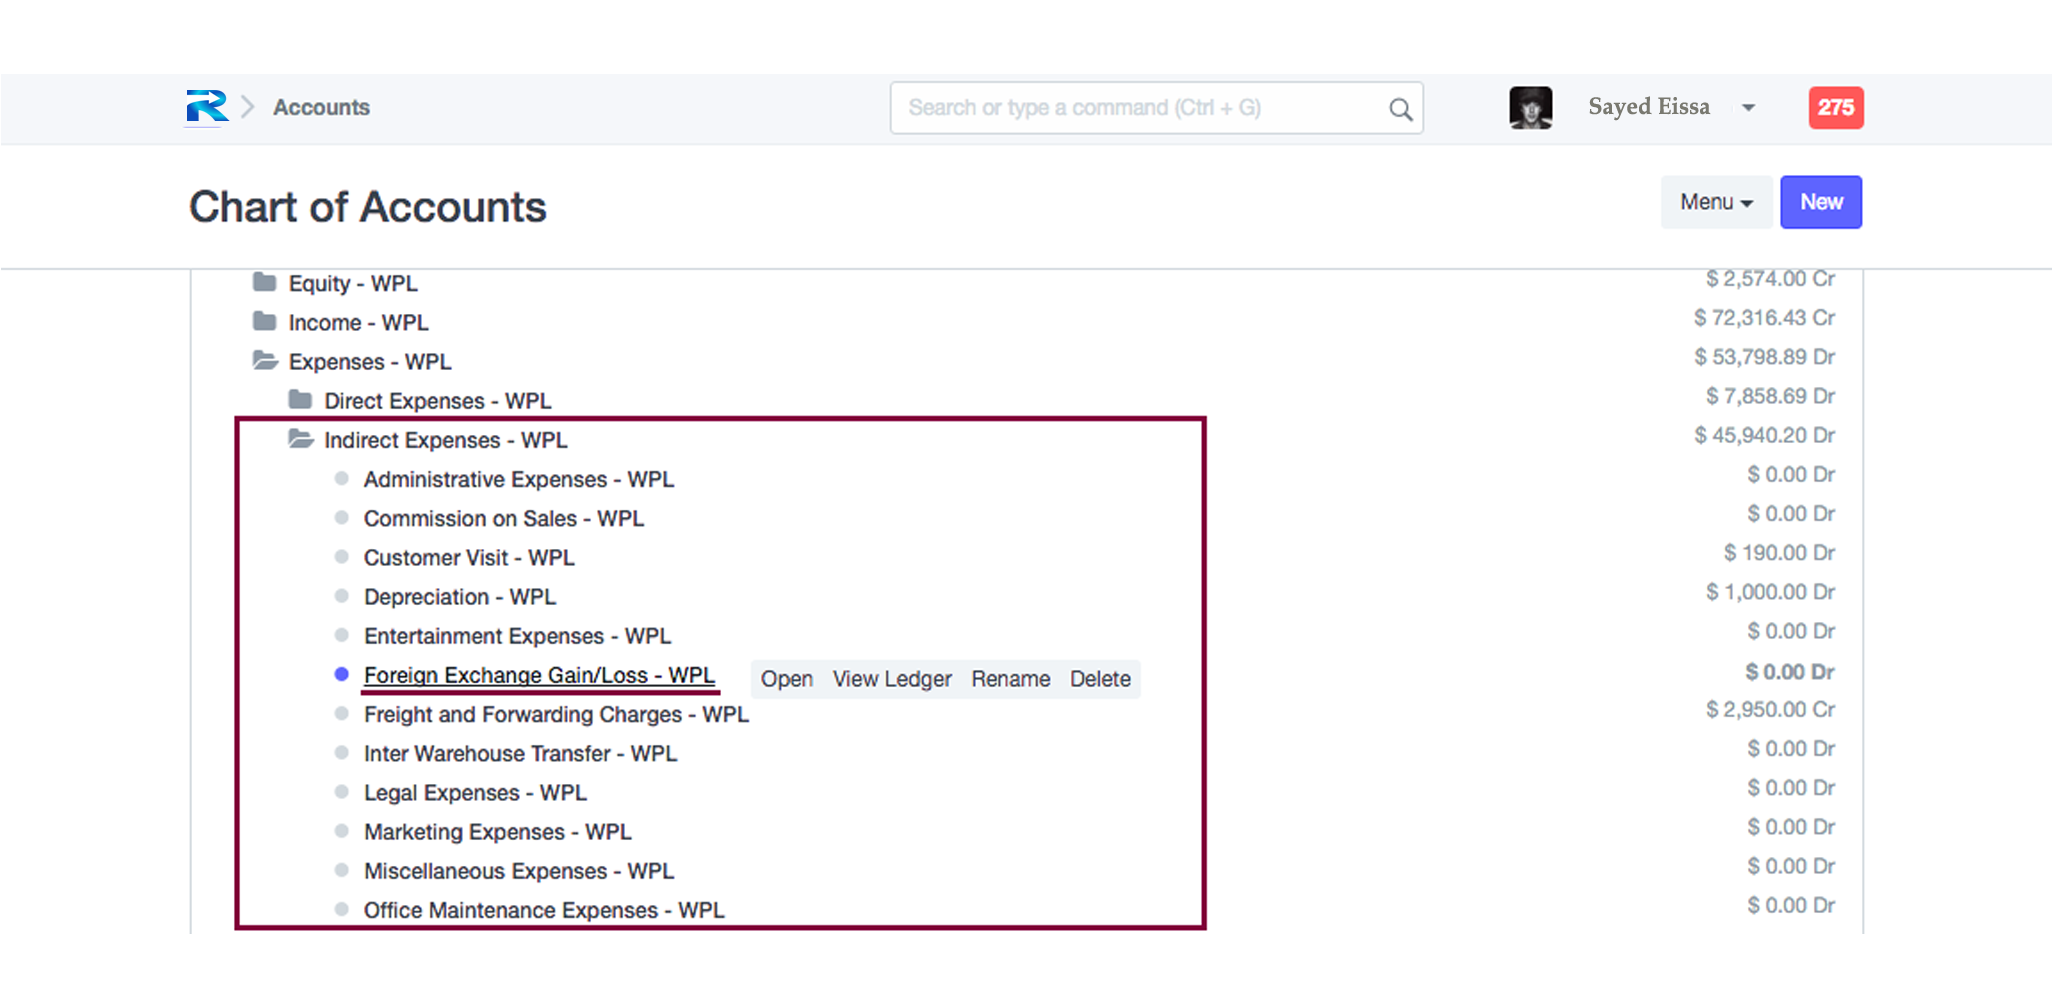 Accounts
Search or type a command (Ctrl + G)
Sayed Eissa
275
Chart of Accounts
Menu
New
Equity - WPL $ 2,574.00 Cr
Income - WPL $ 72,316.43 Cr
Expenses - WPL $ 53,798.89 Dr
Direct Expenses - WPL $ 7,858.69 Dr
Indirect Expenses - WPL $ 45,940.20 Dr
Administrative Expenses - WPL $ 0.00 Dr
Commission on Sales - WPL $ 0.00 Dr
Customer Visit - WPL $ 190.00 Dr
Depreciation - WPL $ 1,000.00 Dr
Entertainment Expenses - WPL $ 0.00 Dr
Foreign Exchange Gain/Loss - WPL Open View Ledger Rename Delete $ 0.00 Dr
Freight and Forwarding Charges - WPL $ 2,950.00 Cr
Inter Warehouse Transfer - WPL $ 0.00 Dr
Legal Expenses - WPL $ 0.00 Dr
Marketing Expenses - WPL $ 0.00 Dr
Miscellaneous Expenses - WPL $ 0.00 Dr
Office Maintenance Expenses - WPL $ 0.00 Dr